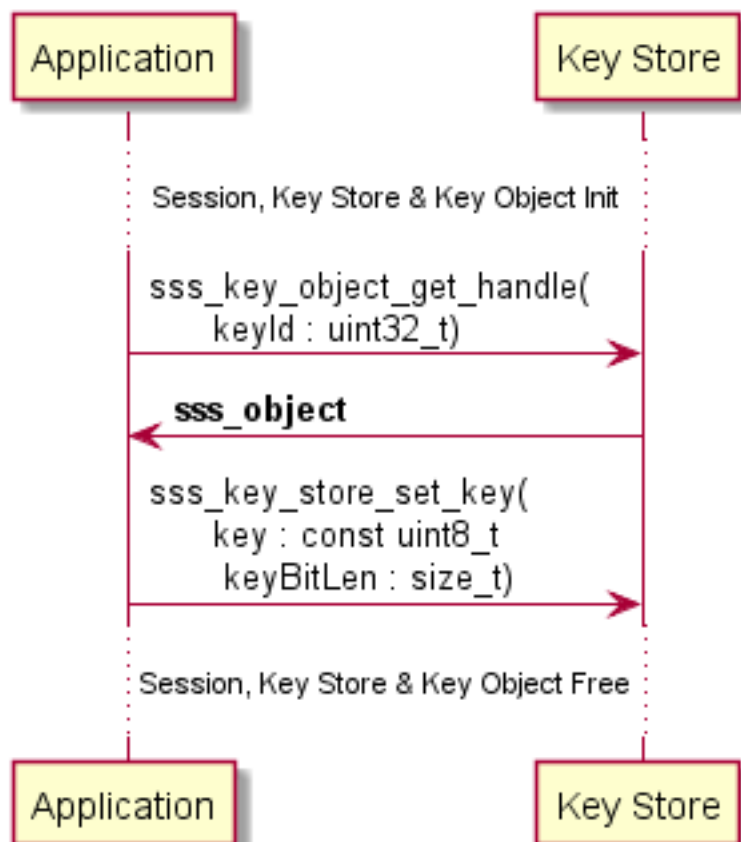 Application
Key Store
Session, Key Store & Key Object Init
sss_key_object_get_handle(
keyId : uint32_t)
sss_object
sss_key_store_set_key(
key : const uint8_t
keyBitLen : size_t)
Session, Key Store & Key Object Free
Application
Key Store